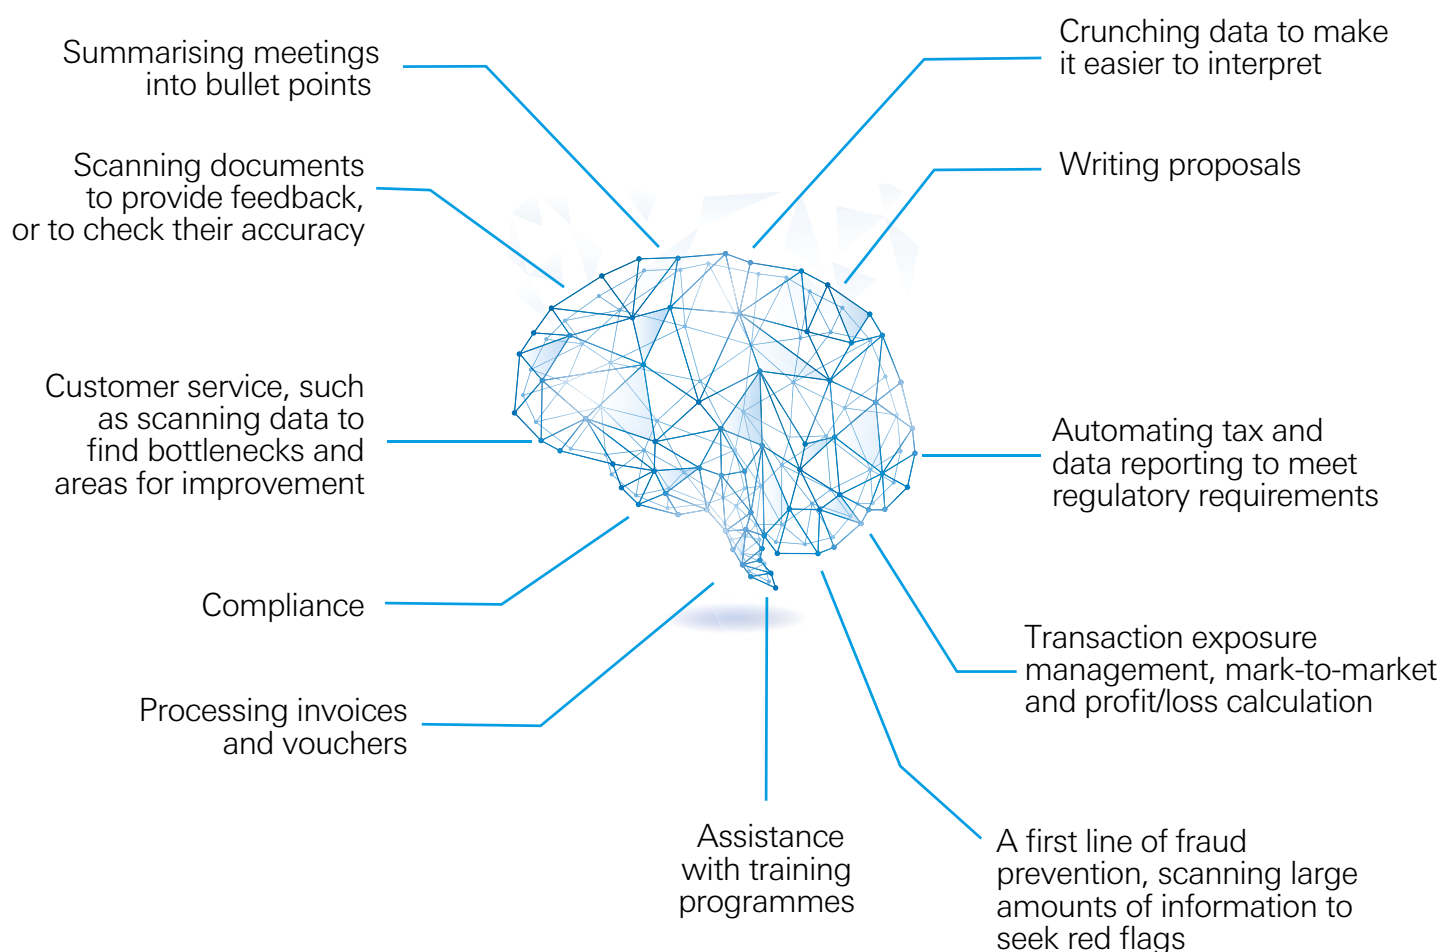 Summarising meetings
into bullet points
Scanning documents
to provide feedback,
or to check their accuracy
Customer service, such
as scanning data to
find bottlenecks and
areas for improvement
Compliance
Processing invoices
and vouchers
Assistance
with training
programmes
Crunching data to make
it easier to interpret
Writing proposals
Automating tax and
data reporting to meet
regulatory requirements
Transaction exposure
management, mark-to-market
and profit/loss calculation
A first line of fraud
prevention, scanning large
amounts of information to
seek red flags